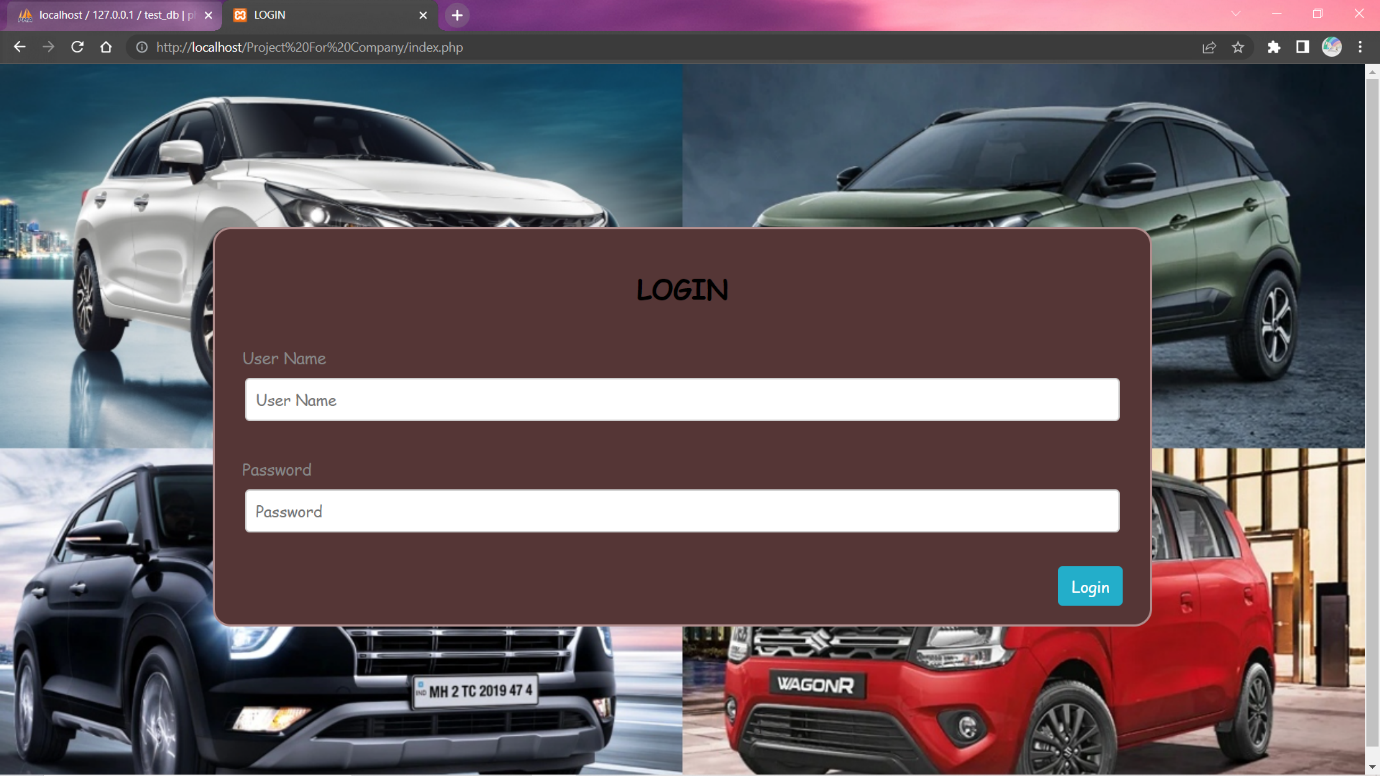 localhost / 127.0.0.1 / test_db | p
LOGIN
http://localhost/Project%20For%20Company/index.php
LOGIN
User Name
User Name
Password
Password
Login
IND MH 2 TC 2019 47 4
WAGONR